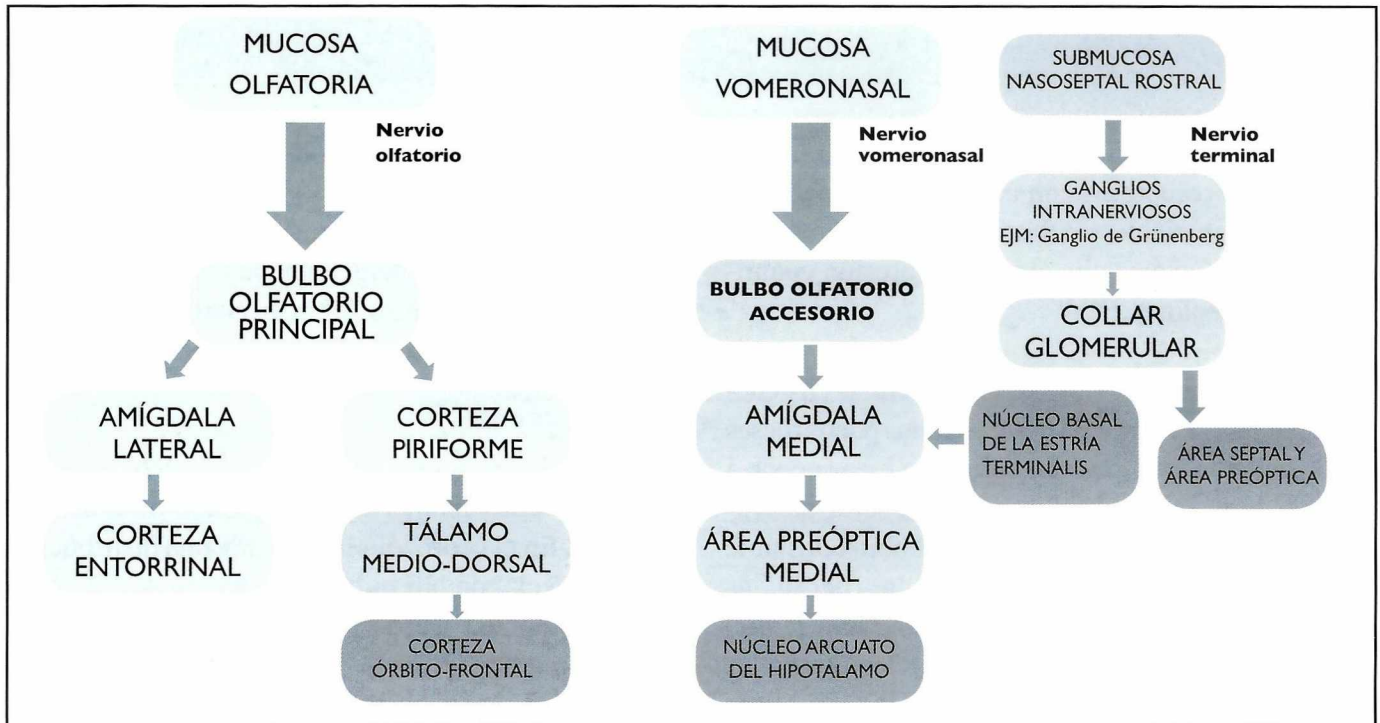 MUCOSA
OLFATORIA
Nervio
olfatorio
BULBO
OLFATORIO
PRINCIPAL
AMÍGDALA
LATERAL
CORTEZA
ENTORRINAL
CORTEZA
PIRIFORME
TÁLAMO
MEDIO-DORSAL
CORTEZA
ÓRBITO-FRONTAL
MUCOSA
VOMERONASAL
Nervio
vomeronasal
BULBO OLFATORIO
ACCESORIO
AMÍGDALA
MEDIAL
NÚCLEO BASAL
DE LA ESTRÍA
TERMINALIS
ÁREA PREÓPTICA
MEDIAL
NÚCLEO ARCUATO
DEL HIPOTALAMO
SUBMUCOSA
NASOSEPTAL ROSTRAL
Nervio
terminal
GANGLIOS
INTRANERVIOSOS
EJM: Ganglio de Grünenberg
COLLAR
GLOMERULAR
ÁREA SEPTAL Y
ÁREA PREÓPTICA